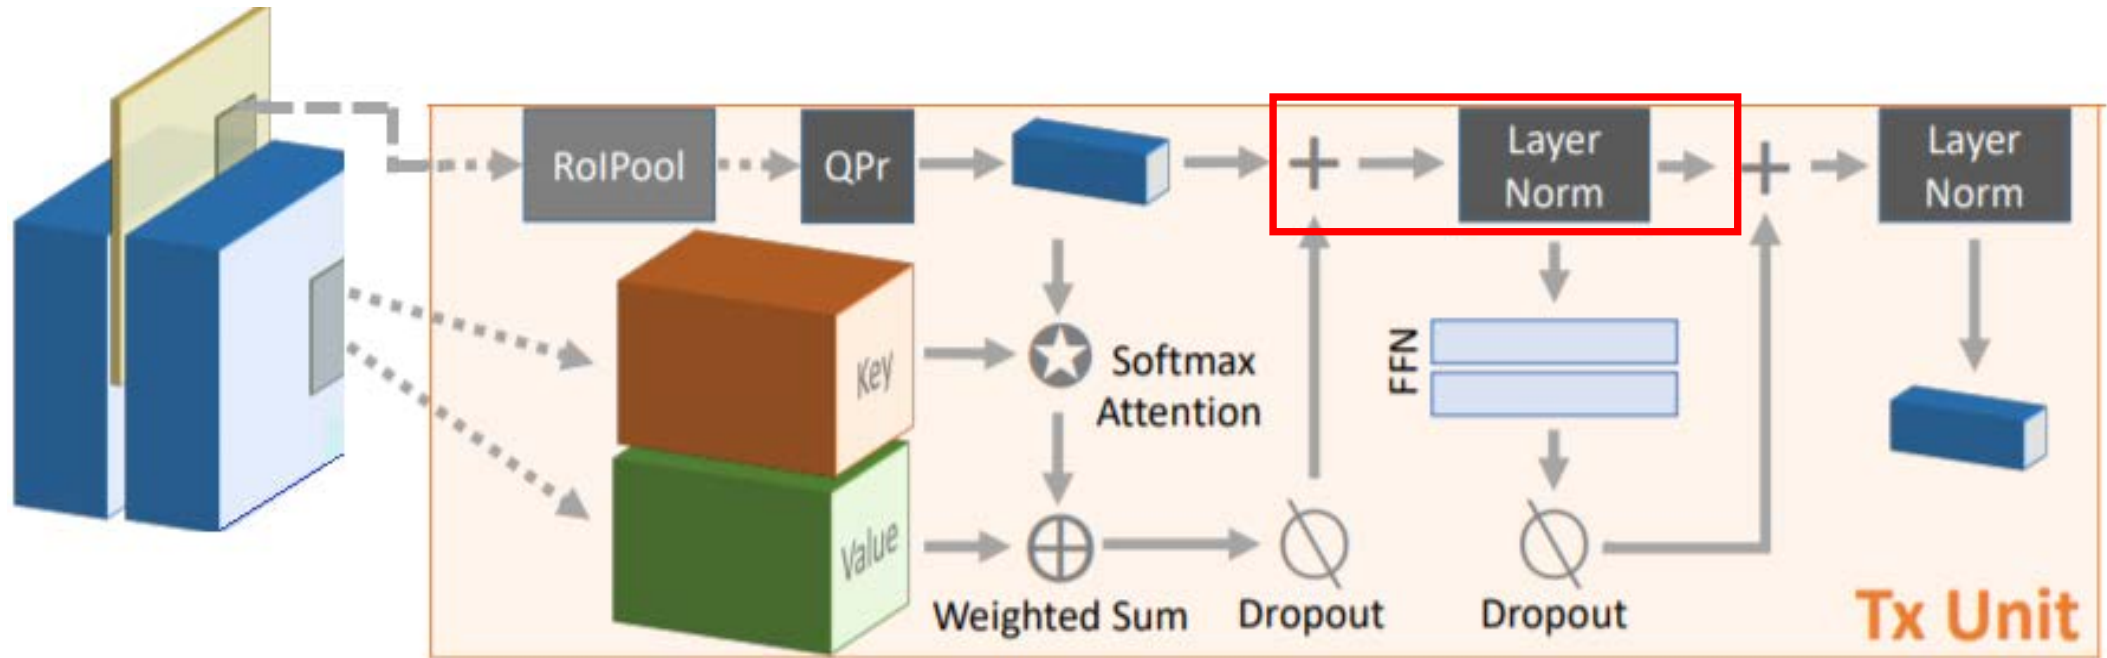 RoIPool
QPr
Layer
Norm
Layer
Norm
Key
Softmax
Attention
FFN
Value
Weighted Sum
Dropout
Dropout
Tx Unit